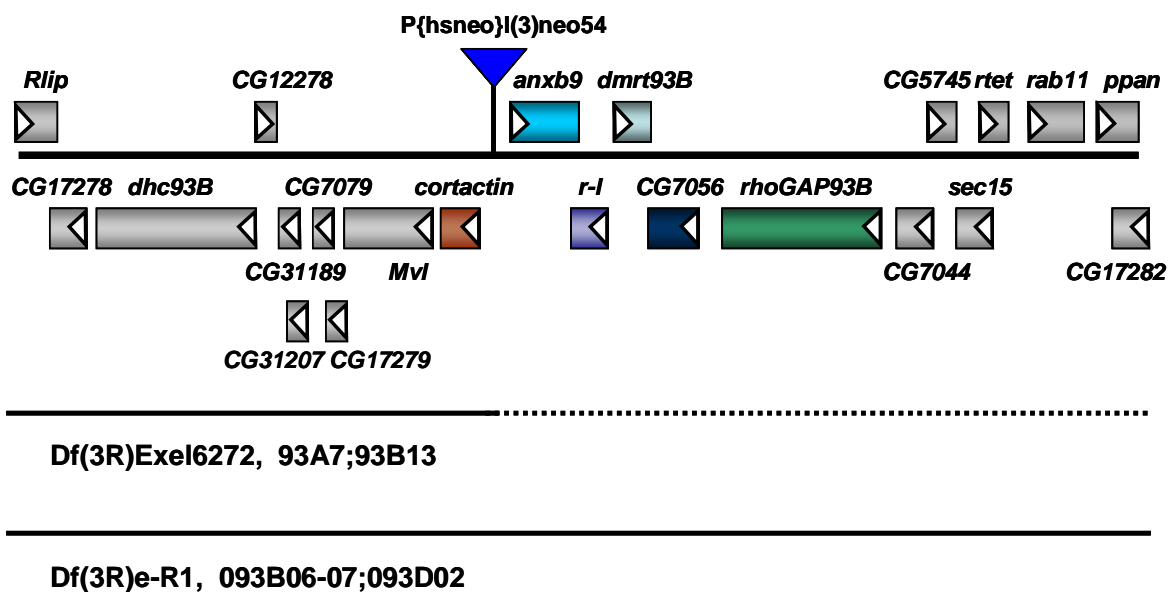 P{hsneo}l(3)neo54
Rlip CG12278 anxb9 dmrt93B CG5745 rtet rab11 ppan
CG17278 dhc93B CG7079 cortactin r-l CG7056 rhoGAP93B sec15
CG31189 Mvl CG7044 CG17282
CG31207 CG17279
Df(3R)Exel6272, 93A7;93B13
Df(3R)e-R1, 093B06-07;093D02